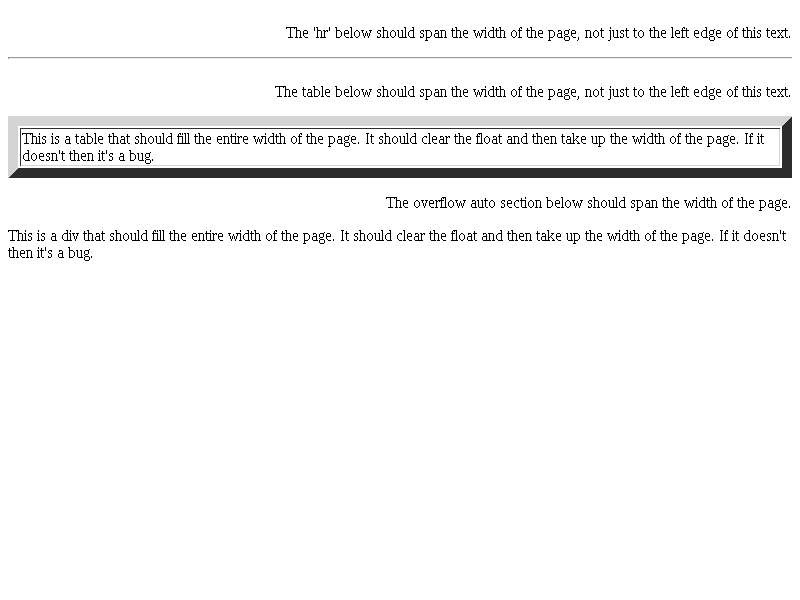 The 'hr' below should span the width of the page, not just to the left edge of this text.
The table below should span the width of the page, not just to the left edge of this text.
This is a table that should fill the entire width of the page. It should clear the float and then take up the width of the page. If it
doesn't then it's a bug.
The overflow auto section below should span the width of the page.
This is a div that should fill the entire width of the page. It should clear the float and then take up the width of the page. If it doesn't
then it's a bug.